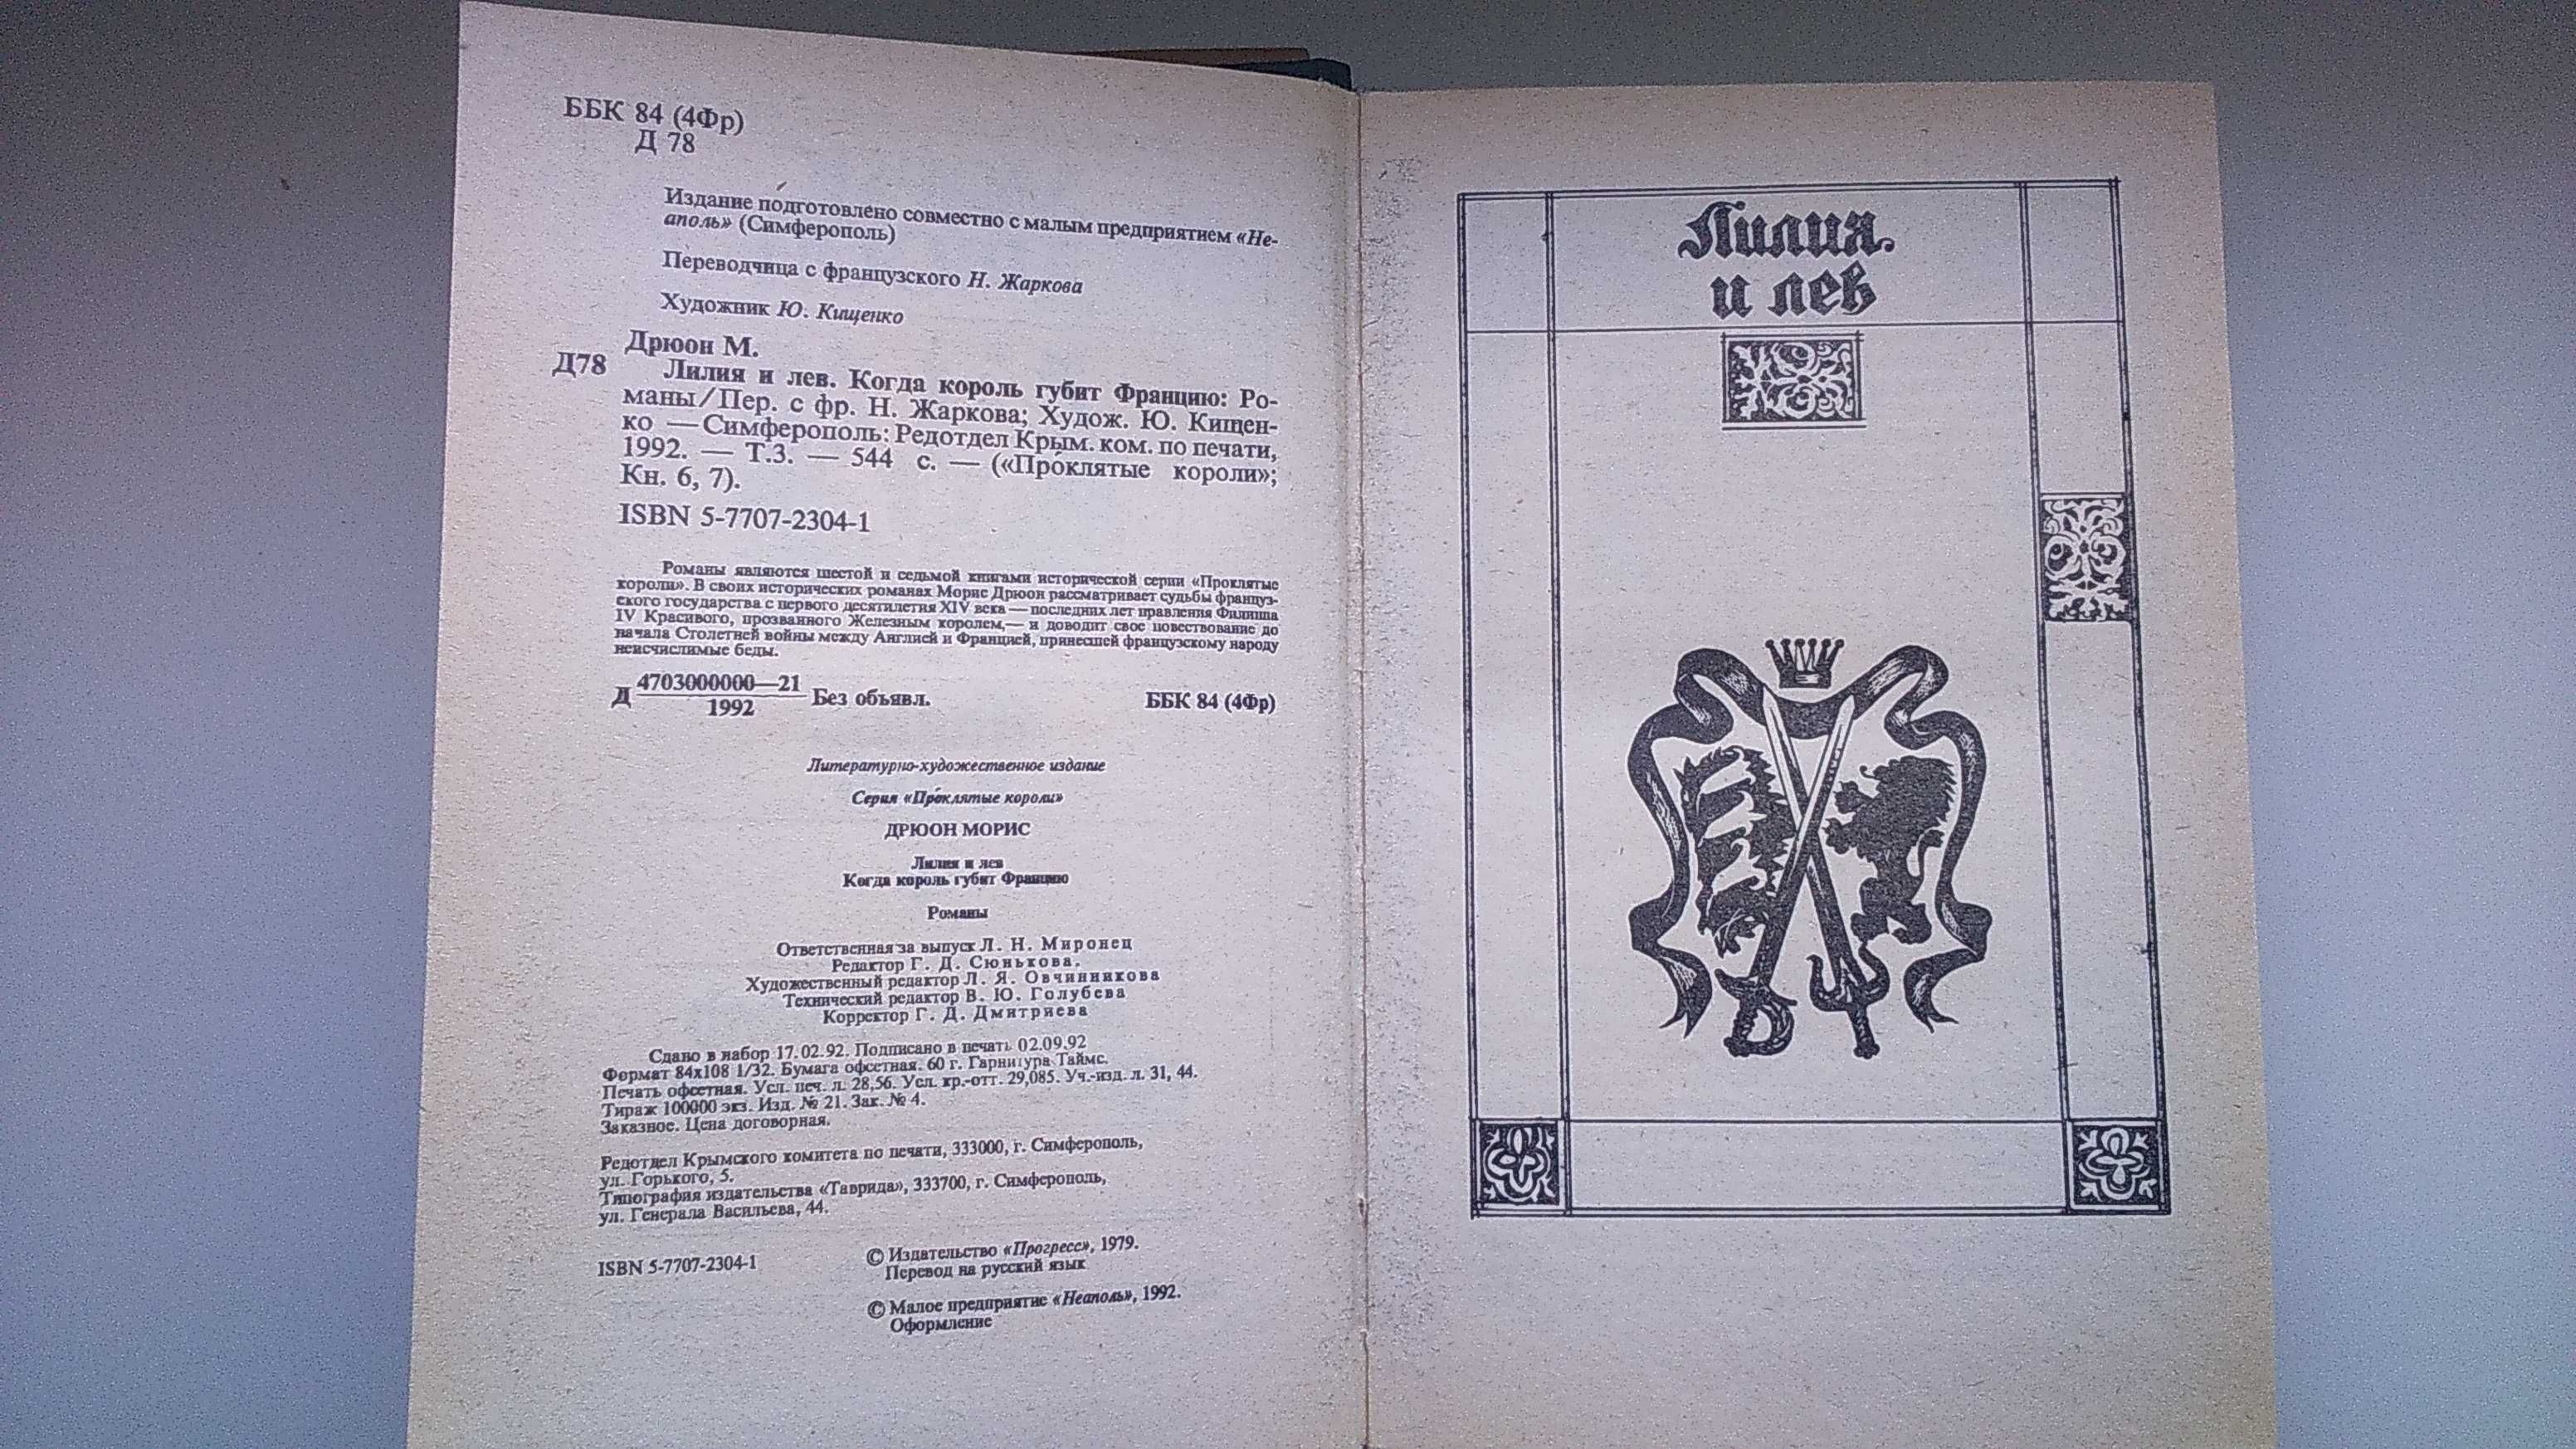 ББК 84 (4Фр)
Д 78
Издание подготовлено совместно с малым предприятием «Не-
аполь» (Симферополь)
Переводчица с французского Н. Жаркова
Художник Ю. Кищенко
Дрюон М.
Д78 Лилия и лев. Когда король губит Францию: Ро-
маны/Пер. с фр. Н. Жаркова; Худож. Ю. Кищен-
ко — Симферополь: Редотдел Крым. ком. по печати,
1992. — Т.3. — 544 с. — («Проклятые короли»;
Кн. 6, 7).
ISBN 5-7707-2304-1
Романы являются шестой и седьмой книгами исторической серии «Проклятые
короли». В своих исторических романах Морис Дрюон рассматривает судьбы француз-
ского государства с первого десятилетия XIV века — последних лет правления Филиппа
IV Красивого, прозванного Железным королем,— и доводит свое повествование до
начала Столетней войны между Англией и Францией, принесшей французскому народу
неисчислимые беды.
Д 4703000000—21
1992 Без объявл. ББК 84 (4Фр)
Литературно-художественное издание
Серия «Проклятые короли»
ДРЮОН МОРИС
Лилия и лев
Когда король губит Францию
Романы
Ответственная за выпуск Л. Н. Миронец
Редактор Г. Д. Сюнькова.
Художественный редактор Л. Я. Овчинникова
Технический редактор В. Ю. Голубева
Корректор Г. Д. Дмитриева
Сдано в набор 17.02.92. Подписано в печать 02.09.92
Формат 84х108 1/32. Бумага офсетная. 60 г. Гарнитура Таймс.
Печать офсетная. Усл. печ. л. 28,56. Усл. кр.-отт. 29,085. Уч.-изд. л. 31, 44.
Тираж 100000 экз. Изд. № 21. Зак. № 4.
Заказное. Цена договорная.
Редотдел Крымского комитета по печати, 333000, г. Симферополь,
ул. Горького, 5.
Типография издательства «Таврида», 333700, г. Симферополь,
ул. Генерала Васильева, 44.
ISBN 5-7707-2304-1
© Издательство «Прогресс», 1979.
Перевод на русский язык
© Малое предприятие «Неаполь», 1992.
Оформление
Лилия
и лев